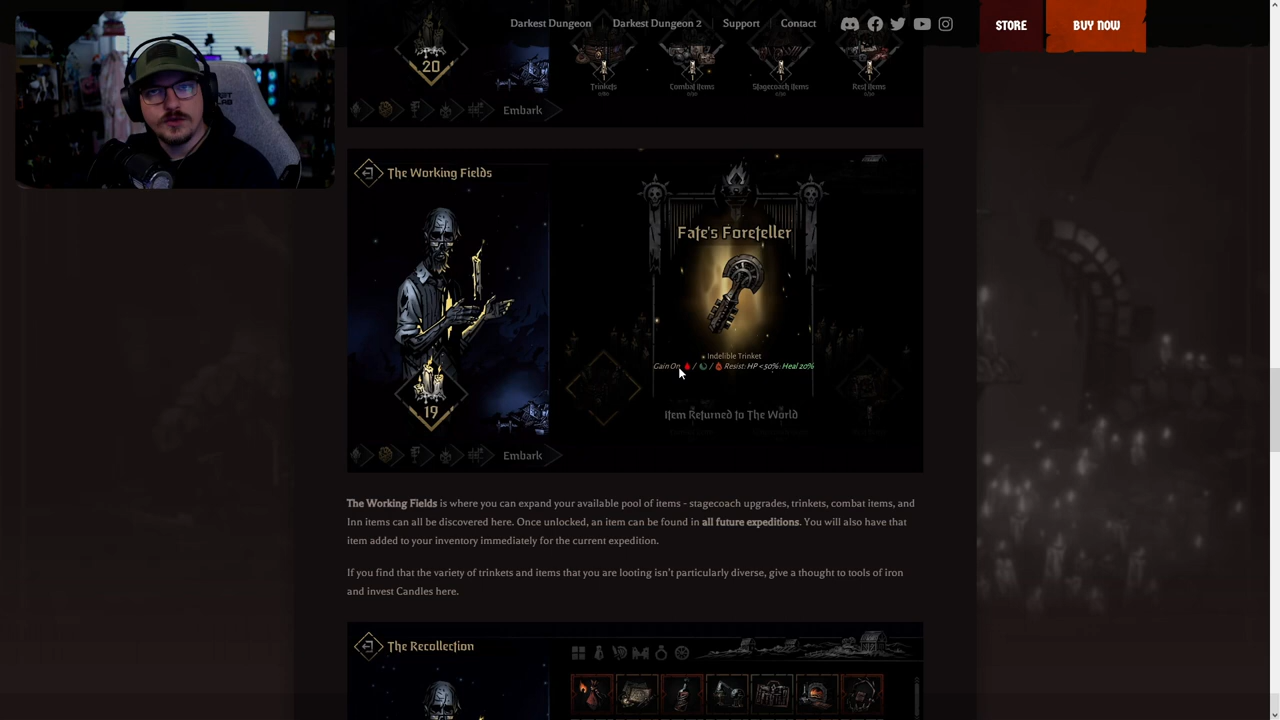 Darkest Dungeon
Darkest Dungeon 2
Support
Contact
STORE
BUY NOW
20
Trinkets
Combat Items
Stagecoach Items
Rest Items
Embark
The Working Fields
Fate's Foreteller
Indelible Trinket
Gain On / / Resist: HP <50%: Heal 20%
19
Item Returned to The World
Embark
The Working Fields is where you can expand your available pool of items - stagecoach upgrades, trinkets, combat items, and
Inn items can all be discovered here. Once unlocked, an item can be found in all future expeditions. You will also have that
item added to your inventory immediately for the current expedition.
If you find that the variety of trinkets and items that you are looting isn't particularly diverse, give a thought to tools of iron
and invest Candles here.
The Recollection